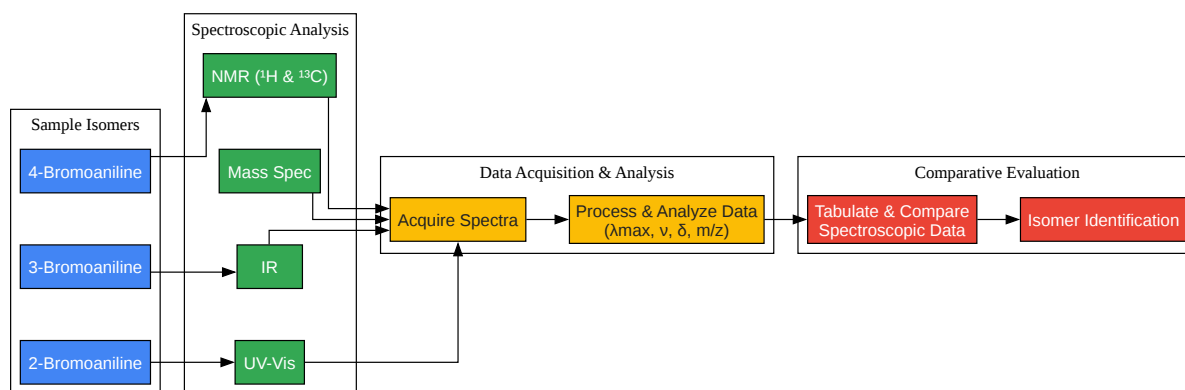 Sample Isomers
4-Bromoaniline
3-Bromoaniline
2-Bromoaniline
Spectroscopic Analysis
NMR (¹H & ¹³C)
Mass Spec
IR
UV-Vis
Data Acquisition & Analysis
Acquire Spectra
Process & Analyze Data
(λmax, ν, δ, m/z)
Comparative Evaluation
Tabulate & Compare
Spectroscopic Data
Isomer Identification